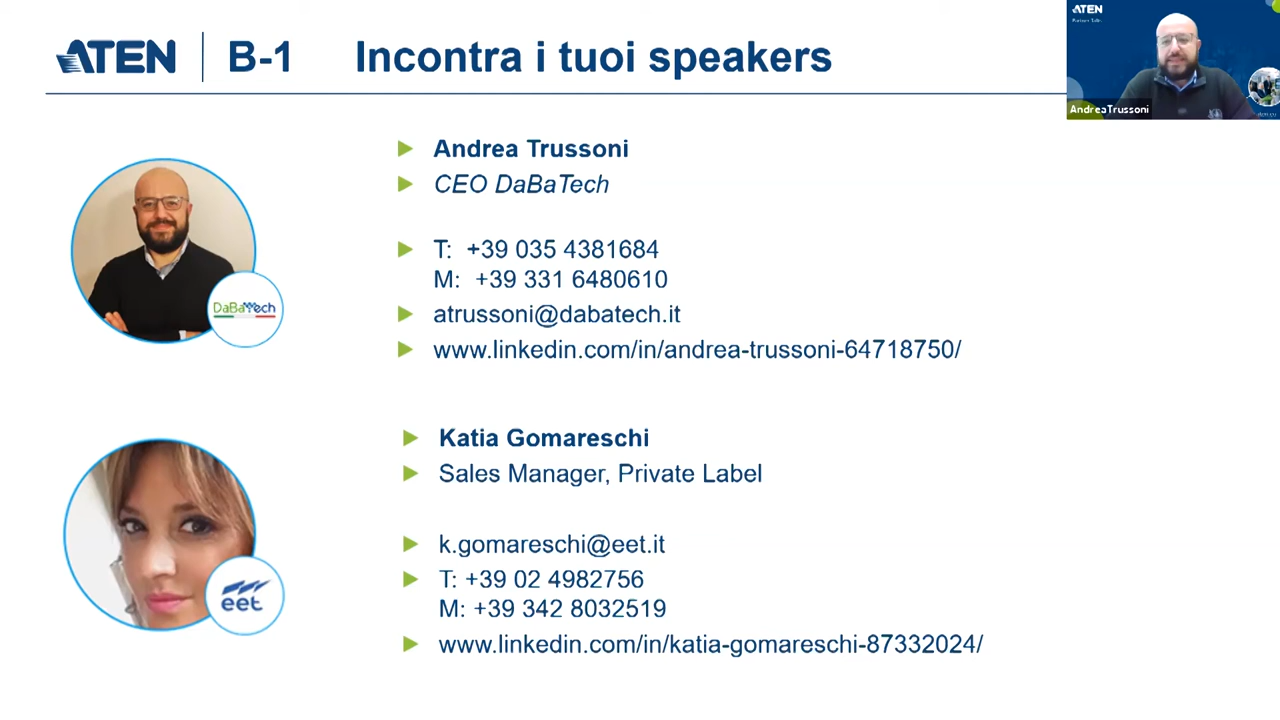 ATEN
B-1 Incontra i tuoi speakers
ATEN
AndreaTrussoni
Andrea Trussoni
CEO DaBaTech
T: +39 035 4381684
M: +39 331 6480610
atrussoni@dabatech.it
www.linkedin.com/in/andrea-trussoni-64718750/
DaBaTech
Katia Gomareschi
Sales Manager, Private Label
k.gomareschi@eet.it
T: +39 02 4982756
M: +39 342 8032519
www.linkedin.com/in/katia-gomareschi-87332024/
eet